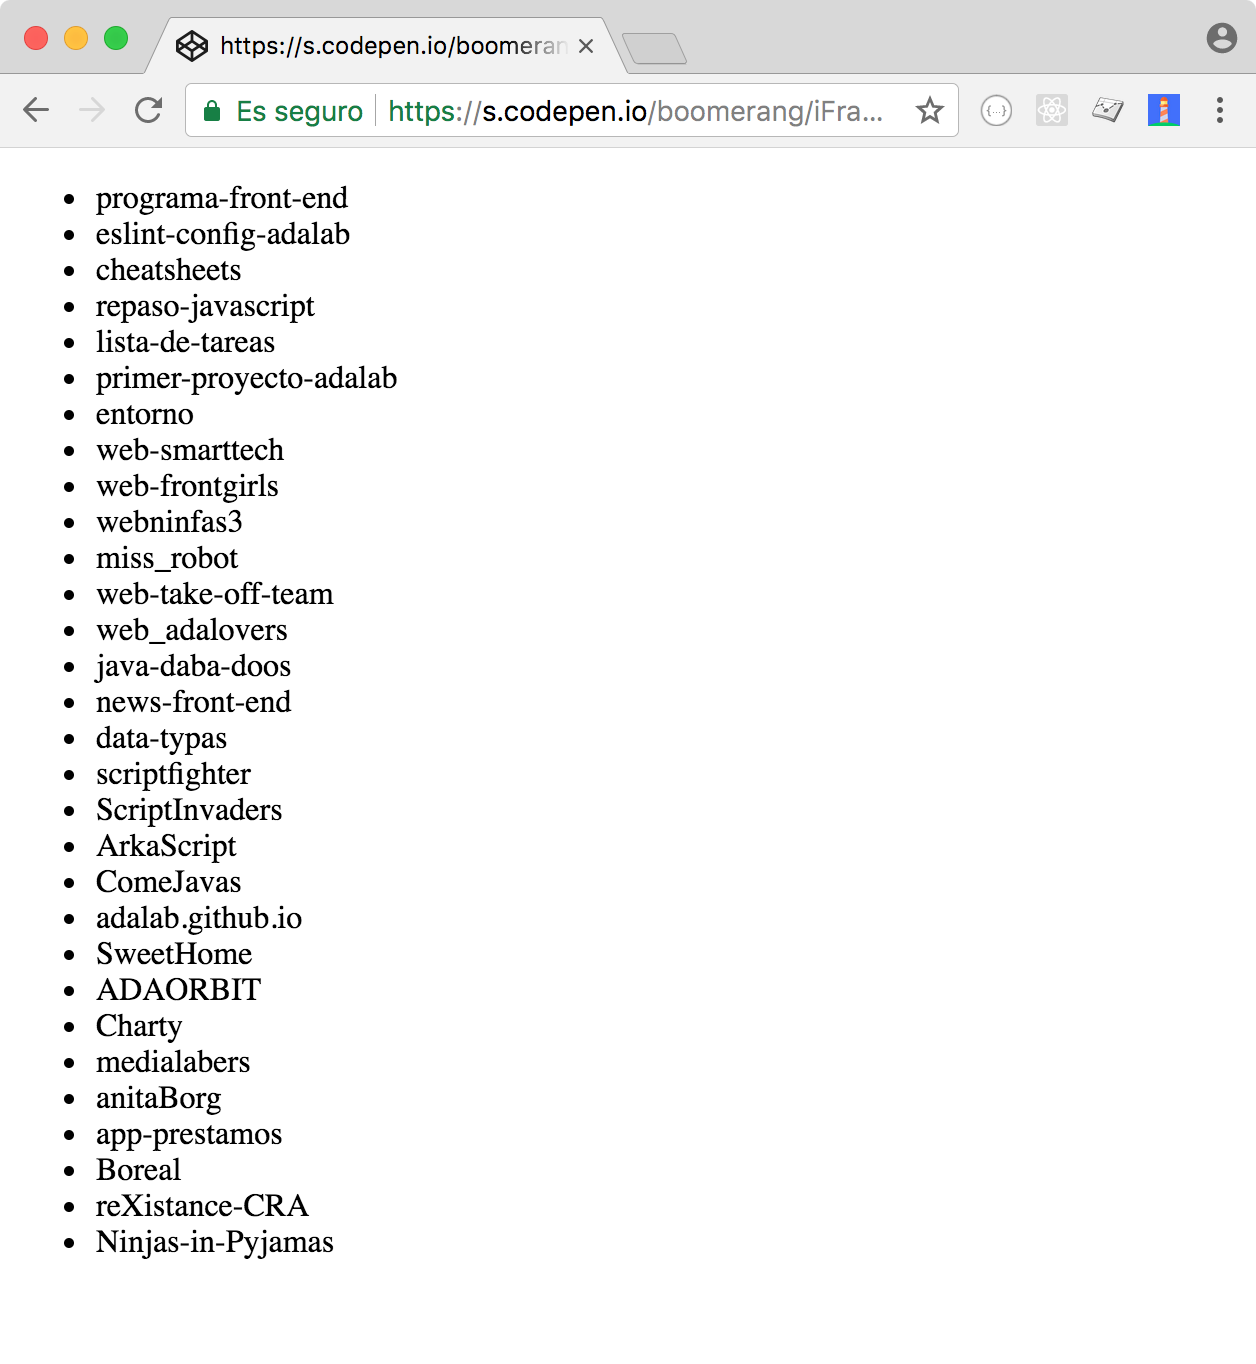 https://s.codepen.io/boomeran
Es seguro
https://s.codepen.io/boomerang/iFra...
{...}
programa-front-end
eslint-config-adalab
cheatsheets
repaso-javascript
lista-de-tareas
primer-proyecto-adalab
entorno
web-smarttech
web-frontgirls
webninfas3
miss_robot
web-take-off-team
web_adalovers
java-daba-doos
news-front-end
data-typas
scriptfighter
ScriptInvaders
ArkaScript
ComeJavas
adalab.github.io
SweetHome
ADAORBIT
Charty
medialabers
anitaBorg
app-prestamos
Boreal
reXistance-CRA
Ninjas-in-Pyjamas